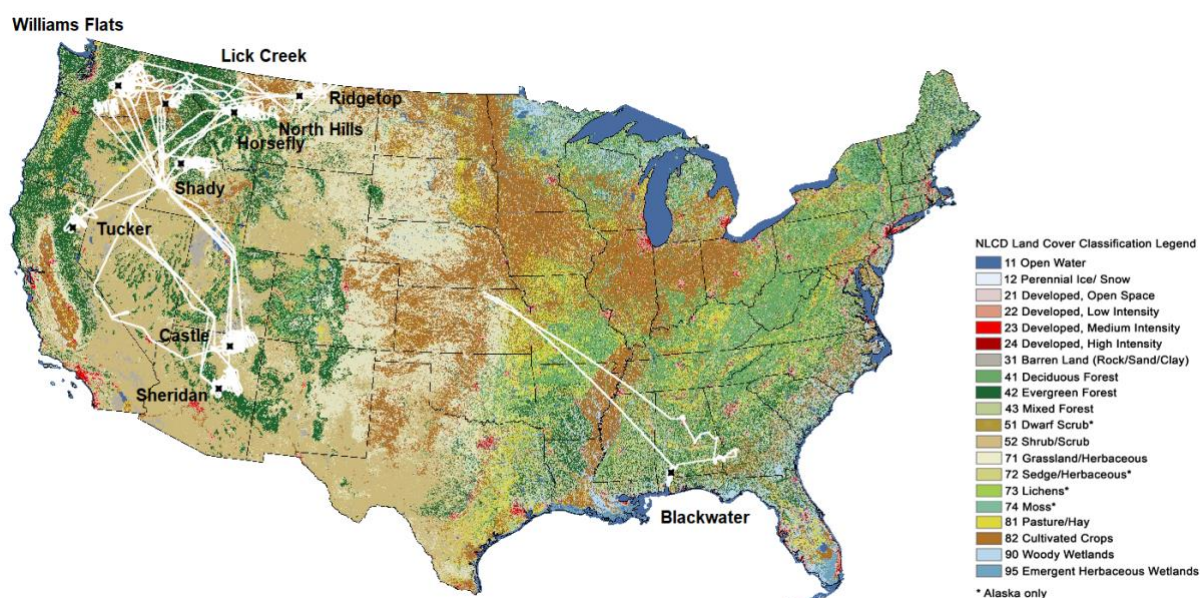 Williams Flats
Lick Creek
Ridgetop
North Hills
Horsefly
Shady
Tucker
Castle
Sheridan
Blackwater
NLCD Land Cover Classification Legend
11 Open Water
12 Perennial Ice/ Snow
21 Developed, Open Space
22 Developed, Low Intensity
23 Developed, Medium Intensity
24 Developed, High Intensity
31 Barren Land (Rock/Sand/Clay)
41 Deciduous Forest
42 Evergreen Forest
43 Mixed Forest
51 Dwarf Scrub*
52 Shrub/Scrub
71 Grassland/Herbaceous
72 Sedge/Herbaceous*
73 Lichens*
74 Moss*
81 Pasture/Hay
82 Cultivated Crops
90 Woody Wetlands
95 Emergent Herbaceous Wetlands
* Alaska only